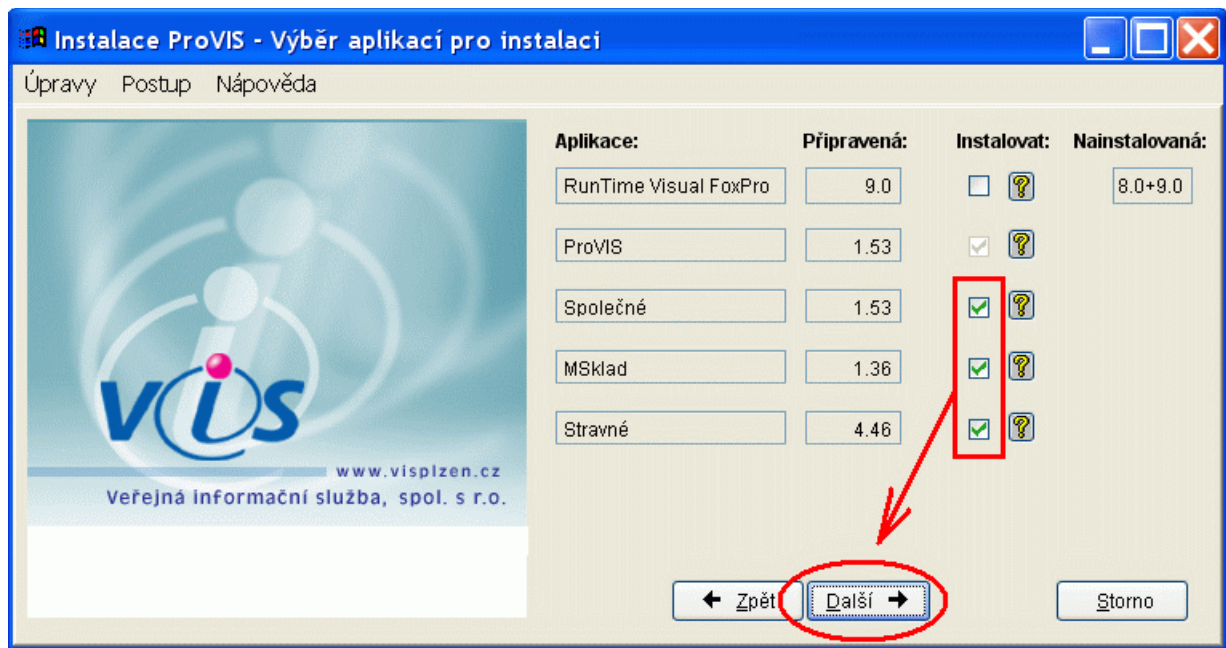 Instalace ProVIS - Výběr aplikací pro instalaci
Úpravy Postup Nápověda
Aplikace: Připravená: Instalovat: Nainstalovaná:
RunTime Visual FoxPro 9.0 8.0+9.0
ProVIS 1.53
Společné 1.53
MSklad 1.36
Stravné 4.46
vis
www.visplzen.cz
Veřejná informační služba, spol. s r.o.
Zpět Další Storno